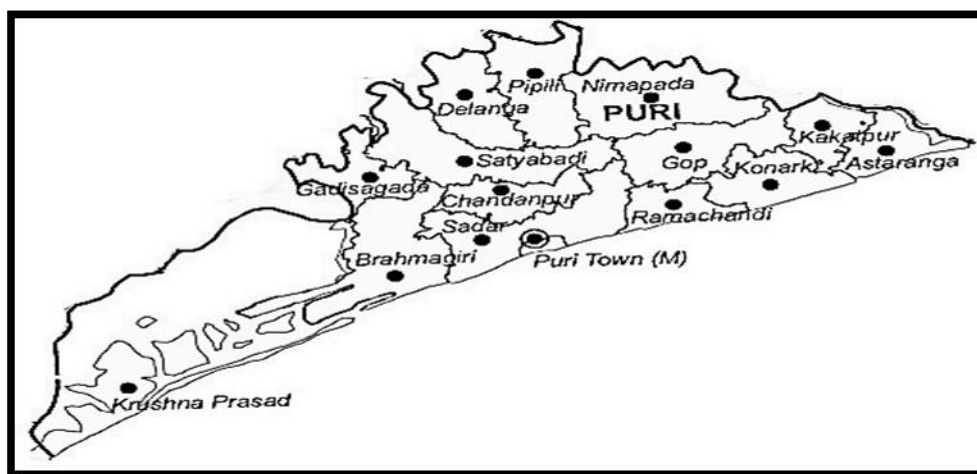 Pipili
Nimapada
Delanga
PURI
Kakatpur
Satyabadi
Gop
Konark
Astaranga
Gadisagada
Chandanpur
Ramachandi
Sadar
Brahmagiri
Puri Town (M)
Krushna Prasad